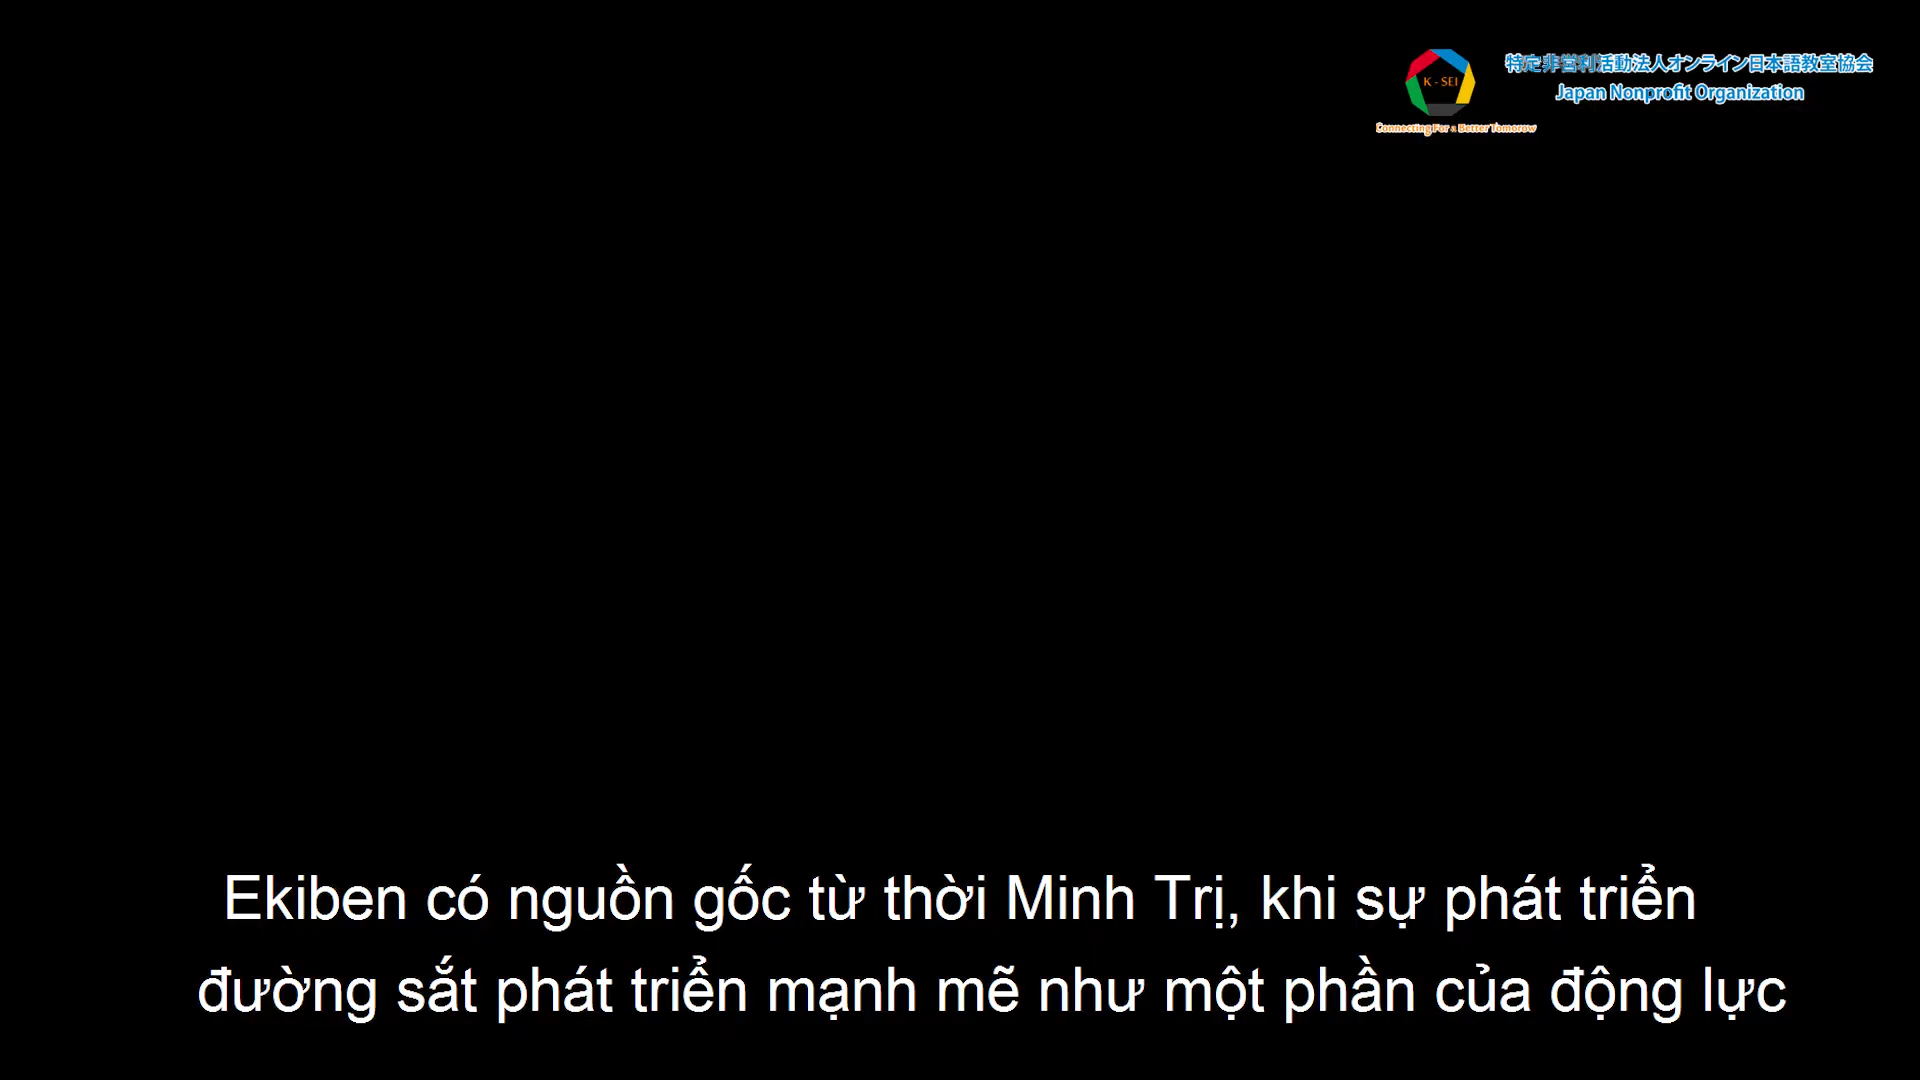 K - SEI
Connecting For a Better Tomorow
特定非営利活動法人オンライン日本語教室協会
Japan Nonprofit Organization
Ekiben có nguồn gốc từ thời Minh Trị, khi sự phát triển
đường sắt phát triển mạnh mẽ như một phần của động lực